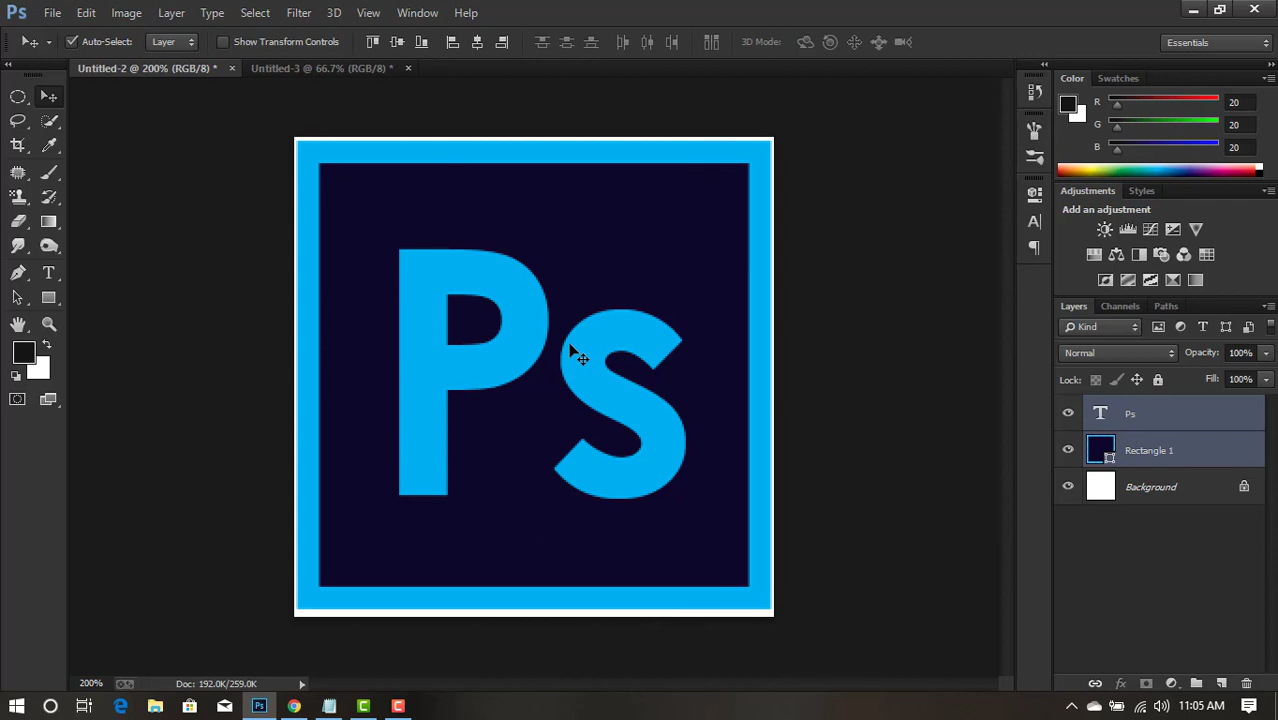 Ps File Edit Image Layer Type Select Filter 3D View Window Help
Auto-Select: Layer Show Transform Controls 3D Mode: Essentials
Untitled-2 @ 200% (RGB/8) * × Untitled-3 @ 66.7% (RGB/8) * ×
Color Swatches
R 20
G 20
B 20
Adjustments Styles
Add an adjustment
Layers Channels Paths
Kind
Normal Opacity: 100%
Lock: Fill: 100%
T Ps
Rectangle 1
Background
Ps
200% Doc: 192.0K/259.0K
Ps 11:05 AM